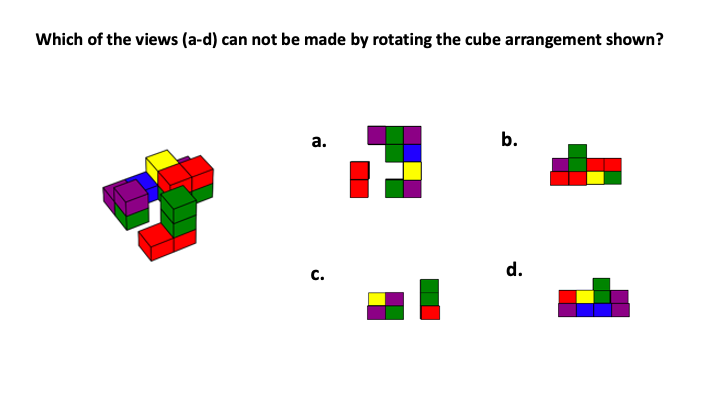 Which of the views (a-d) can not be made by rotating the cube arrangement shown?
a.
b.
c.
d.